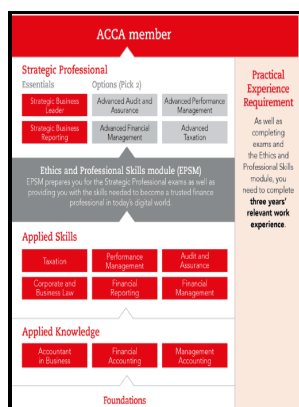 ACCA member
Strategic Professional
Essentials
Options (Pick 2)
Strategic Business
Leader
Advanced Audit and
Assurance
Advanced Performance
Management
Strategic Business
Reporting
Advanced Financial
Management
Advanced
Taxation
Ethics and Professional Skills module (EPSM)
EPSM prepares you for the Strategic Professional exams as well as
providing you with the skills needed to become a trusted finance
professional in today's digital world.
Applied Skills
Taxation
Performance
Management
Audit and
Assurance
Corporate and
Business Law
Financial
Reporting
Financial
Management
Applied Knowledge
Accountant
in Business
Financial
Accounting
Management
Accounting
Foundations
Practical
Experience
Requirement
As well as
completing
exams and
the Ethics and
Professional Skills
module, you
need to complete
three years'
relevant work
experience.